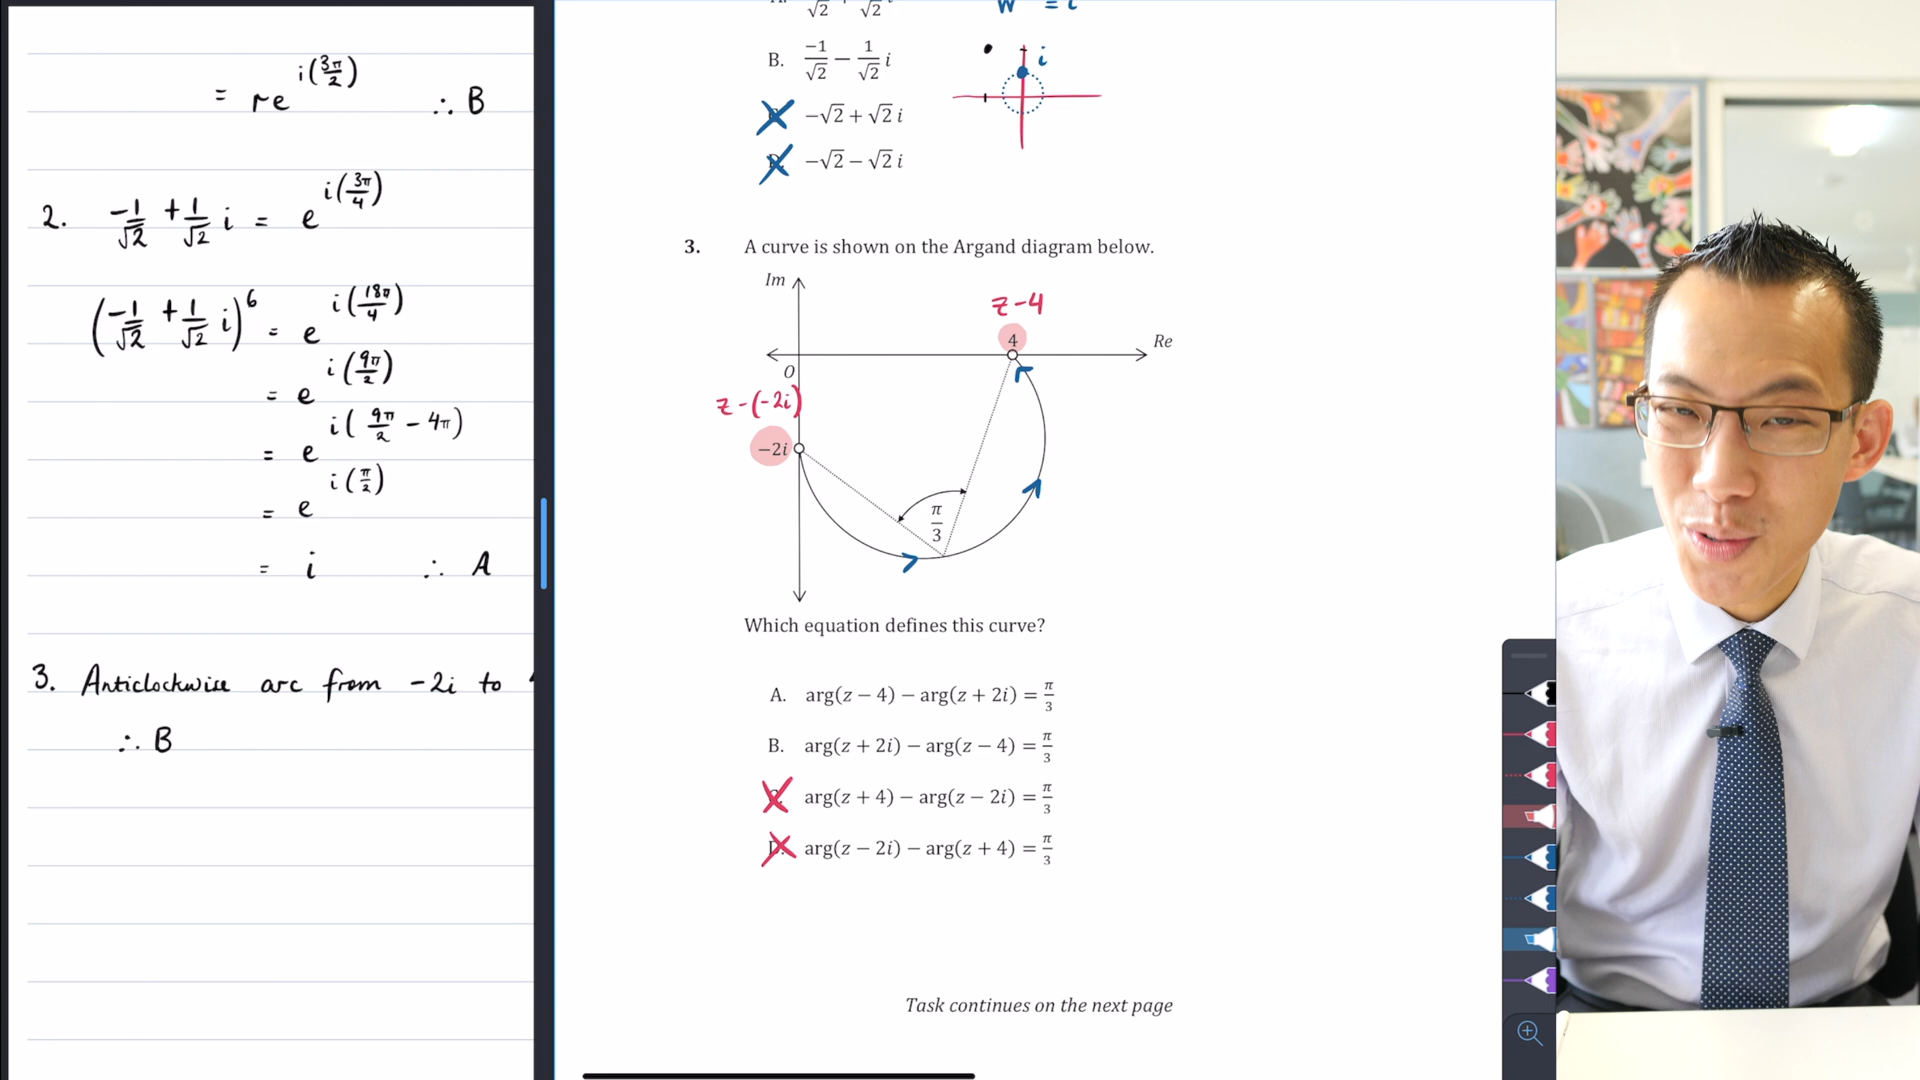 = re^{i(3π/2)} ∴ B
2. -1/√2 + 1/√2 i = e^{i(3π/4)}
(-1/√2 + 1/√2 i)^6 = e^{i(18π/4)}
= e^{i(9π/2)}
= e^{i(9π/2 - 4π)}
= e^{i(π/2)}
= i ∴ A
3. Anticlockwise arc from -2i to
∴ B
= i
B. -1/√2 − 1/√2 i
i
−√2 + √2 i
−√2 − √2 i
3. A curve is shown on the Argand diagram below.
Im
z-4
4
Re
O
z-(-2i)
−2i
π/3
Which equation defines this curve?
A. arg(z − 4) − arg(z + 2i) = π/3
B. arg(z + 2i) − arg(z − 4) = π/3
arg(z + 4) − arg(z − 2i) = π/3
arg(z − 2i) − arg(z + 4) = π/3
Task continues on the next page